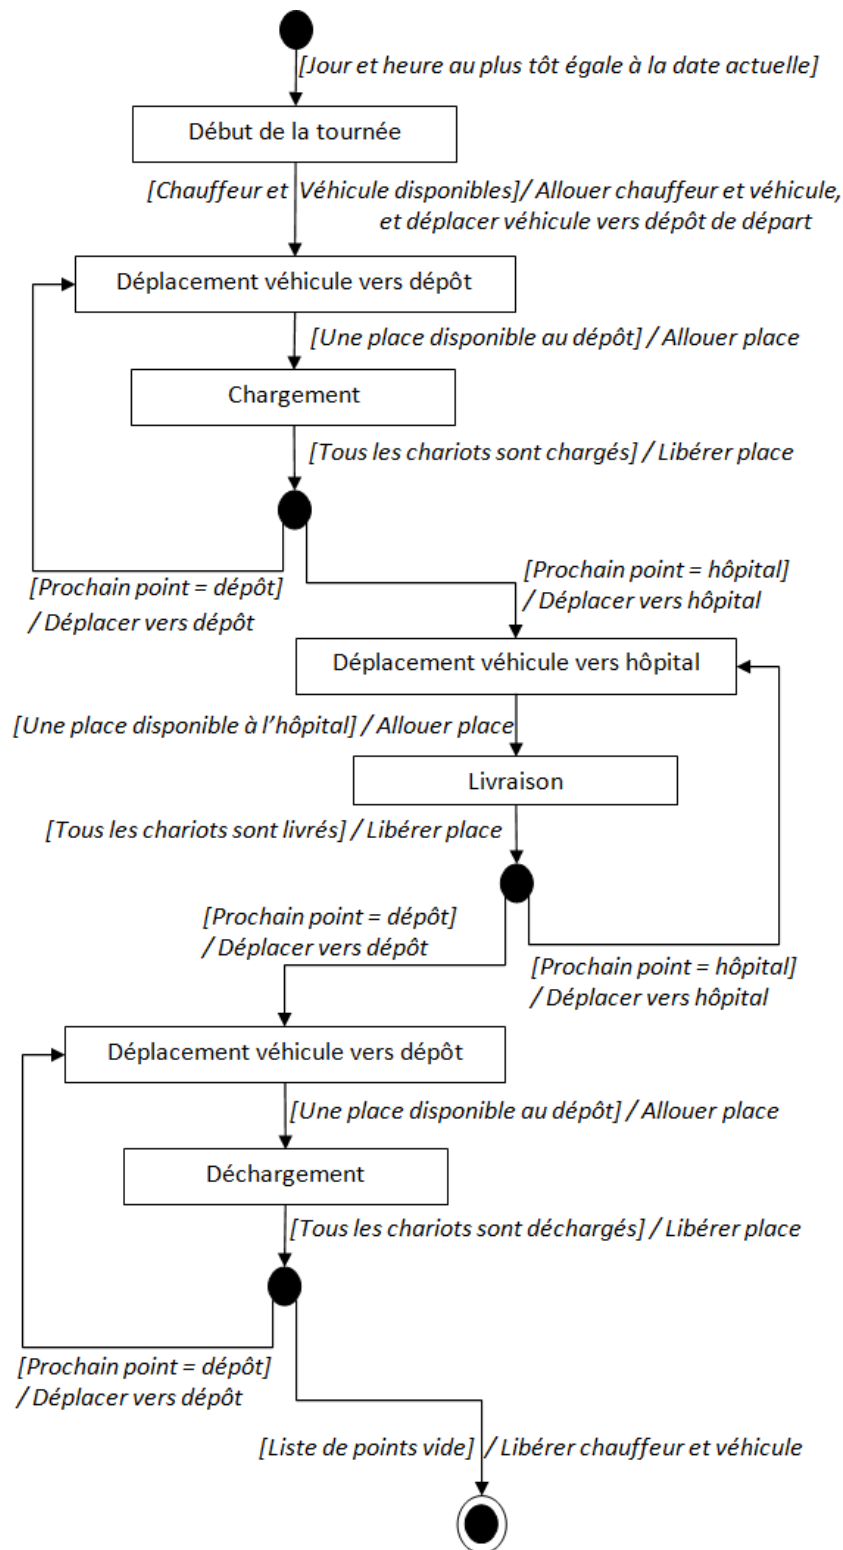 [Jour et heure au plus tôt égale à la date actuelle]
Début de la tournée
[Chauffeur et Véhicule disponibles]/ Allouer chauffeur et véhicule,
et déplacer véhicule vers dépôt de départ
Déplacement véhicule vers dépôt
[Une place disponible au dépôt] / Allouer place
Chargement
[Tous les chariots sont chargés] / Libérer place
[Prochain point = dépôt]
/ Déplacer vers dépôt
[Prochain point = hôpital]
/ Déplacer vers hôpital
Déplacement véhicule vers hôpital
[Une place disponible à l'hôpital] / Allouer place
Livraison
[Tous les chariots sont livrés] / Libérer place
[Prochain point = dépôt]
/ Déplacer vers dépôt
[Prochain point = hôpital]
/ Déplacer vers hôpital
Déplacement véhicule vers dépôt
[Une place disponible au dépôt] / Allouer place
Déchargement
[Tous les chariots sont déchargés] / Libérer place
[Prochain point = dépôt]
/ Déplacer vers dépôt
[Liste de points vide] / Libérer chauffeur et véhicule